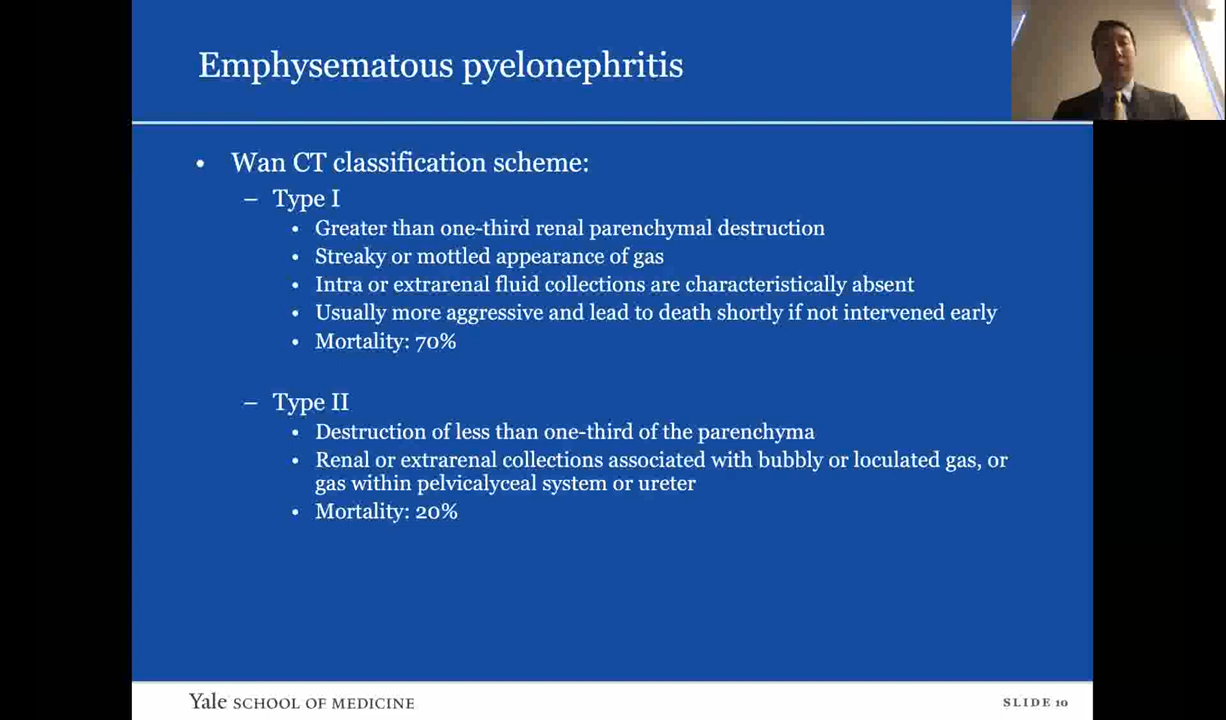 Emphysematous pyelonephritis
• Wan CT classification scheme:
– Type I
• Greater than one-third renal parenchymal destruction
• Streaky or mottled appearance of gas
• Intra or extrarenal fluid collections are characteristically absent
• Usually more aggressive and lead to death shortly if not intervened early
• Mortality: 70%
– Type II
• Destruction of less than one-third of the parenchyma
• Renal or extrarenal collections associated with bubbly or loculated gas, or
gas within pelvicalyceal system or ureter
• Mortality: 20%
Yale SCHOOL OF MEDICINE
SLIDE 10